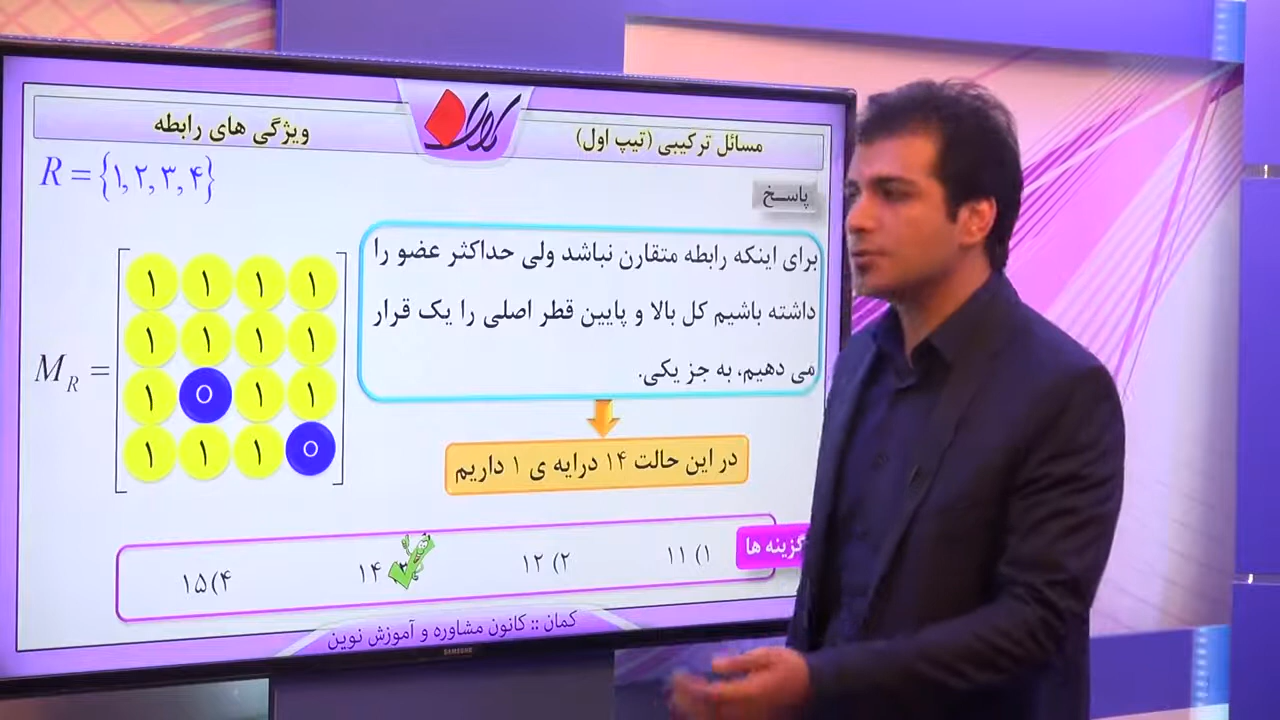 مسائل ترکیبی (تیپ اول)
ویژگی های رابطه
R = {۱,۲,۳,۴}
پاسـخ
برای اینکه رابطه متقارن نباشد ولی حداکثر عضو را
داشته باشیم کل بالا و پایین قطر اصلی را یک قرار
می دهیم، به جز یکی.
M_R =
۱ ۱ ۱ ۱
۱ ۱ ۱ ۱
۱ ○ ۱ ۱
۱ ۱ ۱ ○
در این حالت ۱۴ درایه ی ۱ داریم
گزینه ها
۱) ۱۱
۲) ۱۲
۱۴
۴) ۱۵
کمان :: کانون مشاوره و آموزش نوین
SAMSUNG